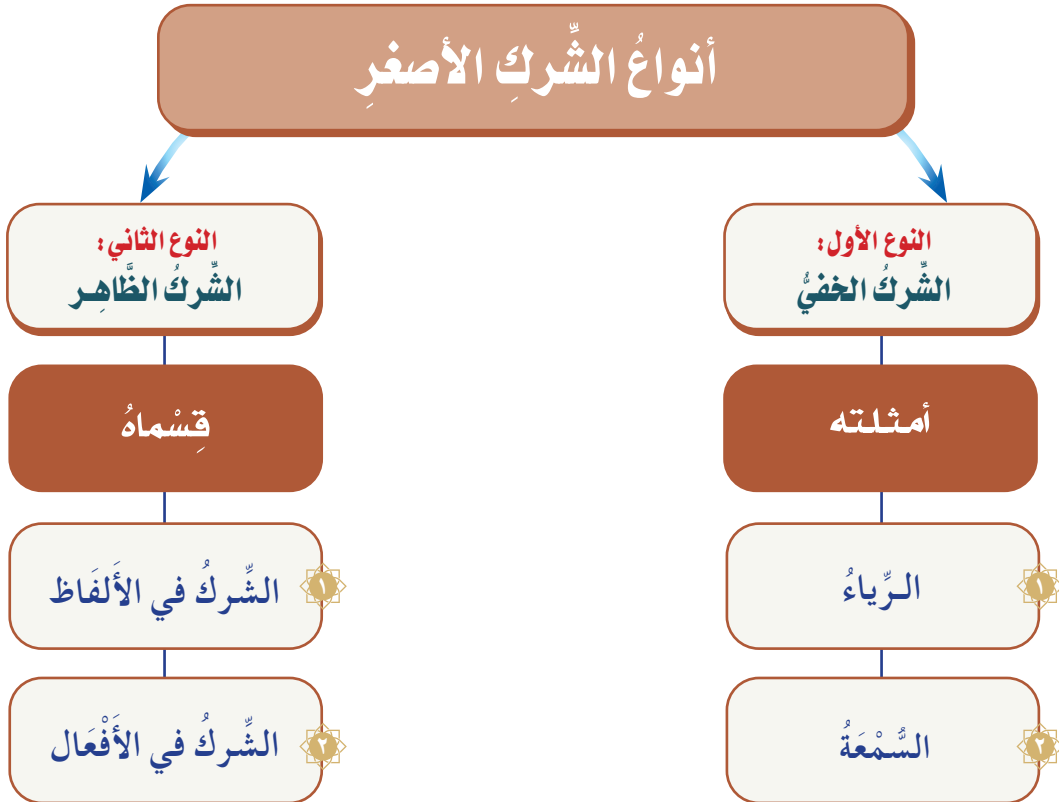 أنواعُ الشِّركِ الأصغرِ
النوع الأول:
الشِّركُ الخفيُّ
أمثلته
١
الرِّياءُ
٢
السُّمْعَةُ
النوع الثاني:
الشِّركُ الظَّاهِر
قِسْماهُ
١
الشِّركُ في الأَلفَاظ
٢
الشِّركُ في الأَفْعَال